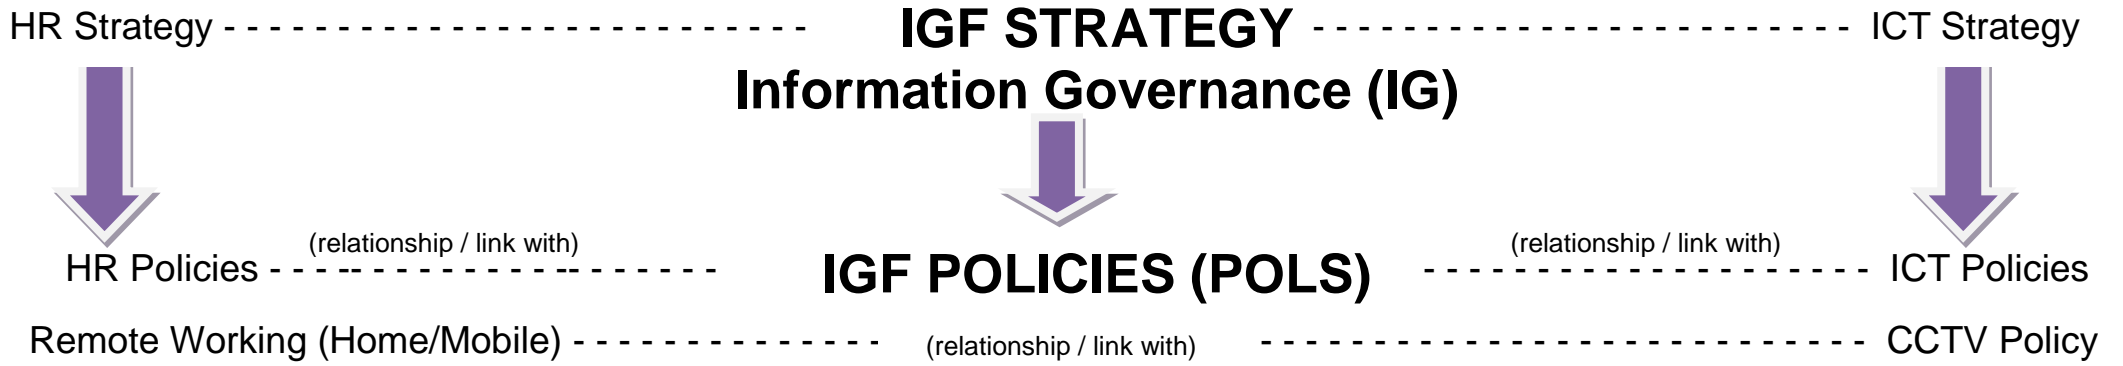 HR Strategy - - - - - - - - - - - - - - - - - - - - - - - - - - IGF STRATEGY - - - - - - - - - - - - - - - - - - - - - - - - ICT Strategy
Information Governance (IG)
(relationship / link with) (relationship / link with)
HR Policies - - - -- - - - - - - - - -- - - - - - - IGF POLICIES (POLS) - - - - - - - - - - - - - - - - - - - - ICT Policies
Remote Working (Home/Mobile) - - - - - - - - - - - - - - (relationship / link with) - - - - - - - - - - - - - - - - - - - - - - - - - - - CCTV Policy